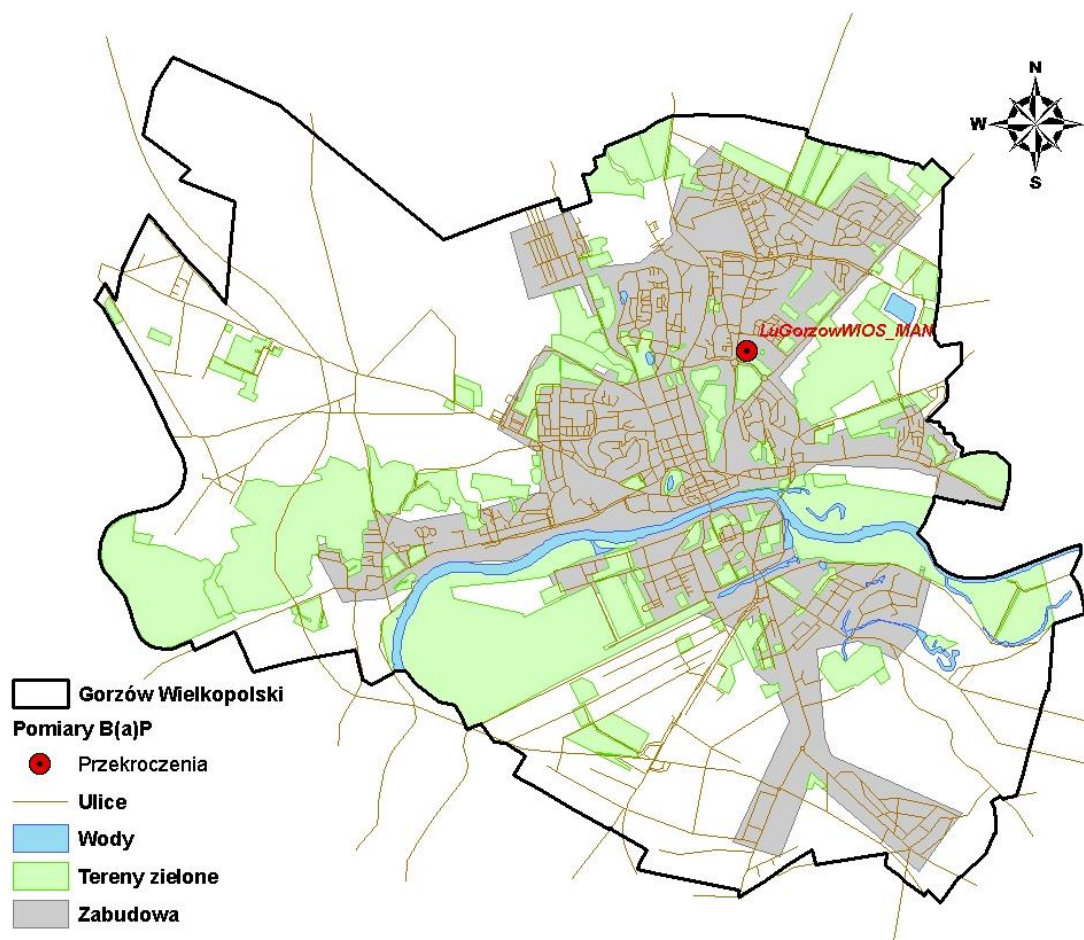 N
W E
S
LuGorzowWIOS_MAN
Gorzów Wielkopolski
Pomiary B(a)P
Przekroczenia
Ulice
Wody
Tereny zielone
Zabudowa